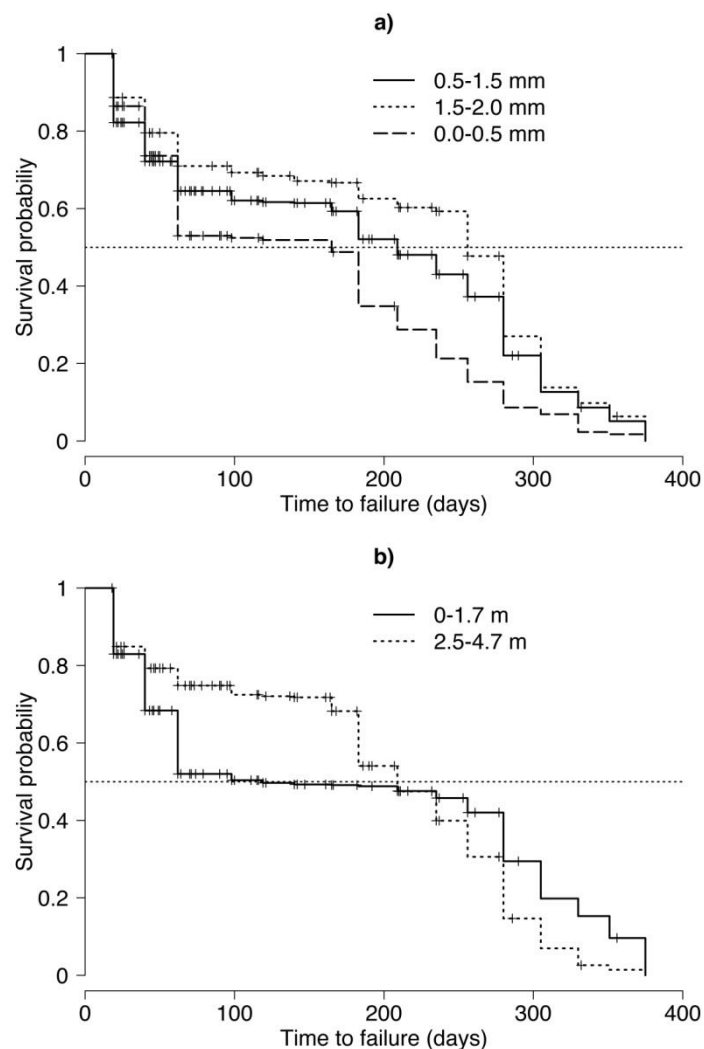 a)
0.5-1.5 mm
1.5-2.0 mm
0.0-0.5 mm
1
0.8
0.6
0.4
0.2
0
Survival probabiliy
0 100 200 300 400
Time to failure (days)
b)
0-1.7 m
2.5-4.7 m
1
0.8
0.6
0.4
0.2
0
Survival probabiliy
0 100 200 300 400
Time to failure (days)